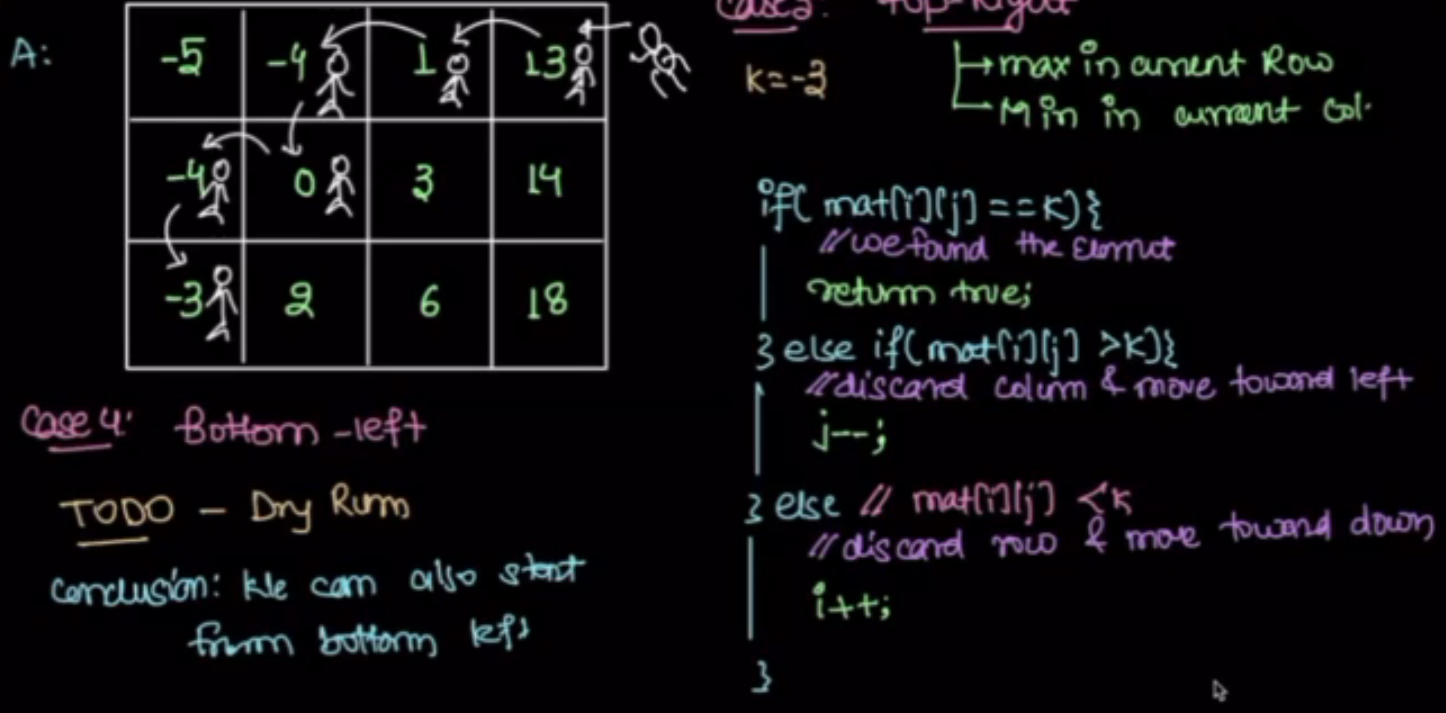 A:
-5 -4 1 13
-4 0 3 14
-3 2 6 18
Case 4: Bottom-left
TODO - Dry Run
Conclusion: We can also start
from bottom left
Top-Right
K=-3
max in current Row
Min in current Col.
if( mat[i][j] ==K){
//we found the Elemnt
return true;
} else if(mat[i][j] >K){
//discard column & move toward left
j--;
} else // mat[i][j] <K
//discard row & move toward down
i++;
}